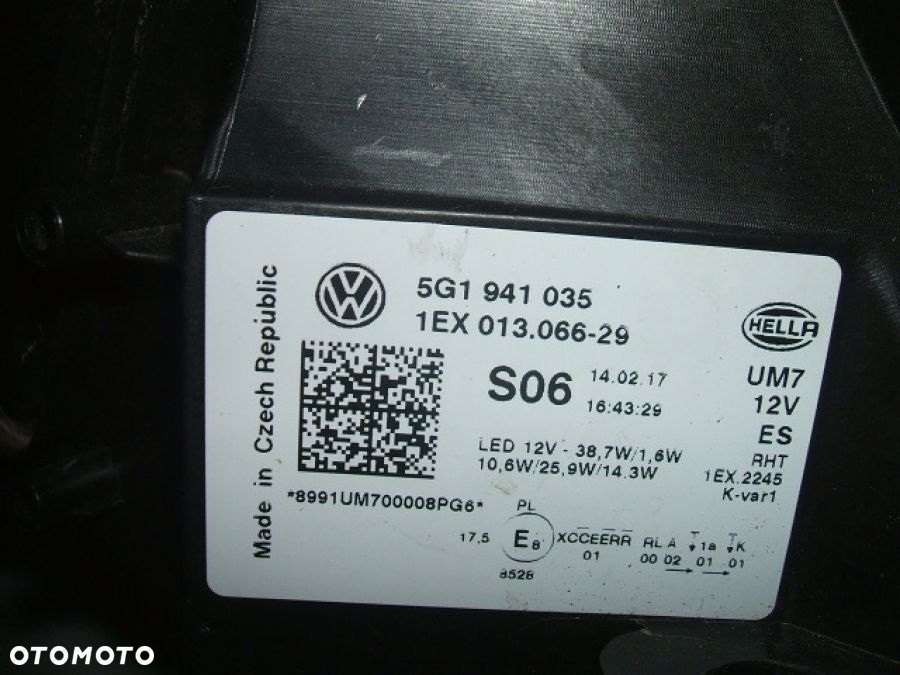 Made in Czech Republic
5G1 941 035
1EX 013.066-29
HELLA
S06
14.02.17
16:43:29
UM7
12V
ES
RHT
1EX.2245
K-var1
LED 12V - 38,7W/1,6W
10,6W/25,9W/14.3W
*8991UM700008PG6*
PL
17,5 E8 XCCEERR RL A 1a K
01 00 02 01 01
8526
OTOMOTO